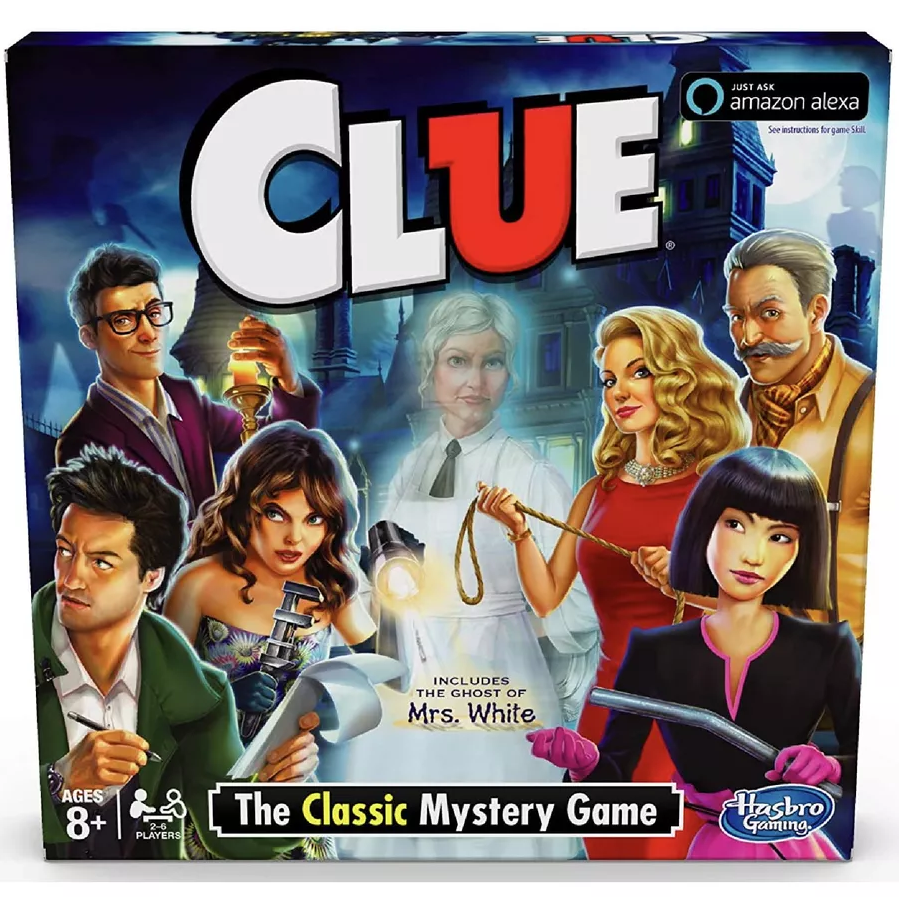 CLUE
CLUE®
JUST ASK
amazon alexa
See instructions for game Skill.
INCLUDES
THE GHOST OF
Mrs. White
AGES
8+
2-6
PLAYERS
The Classic Mystery Game
Hasbro
Gaming.